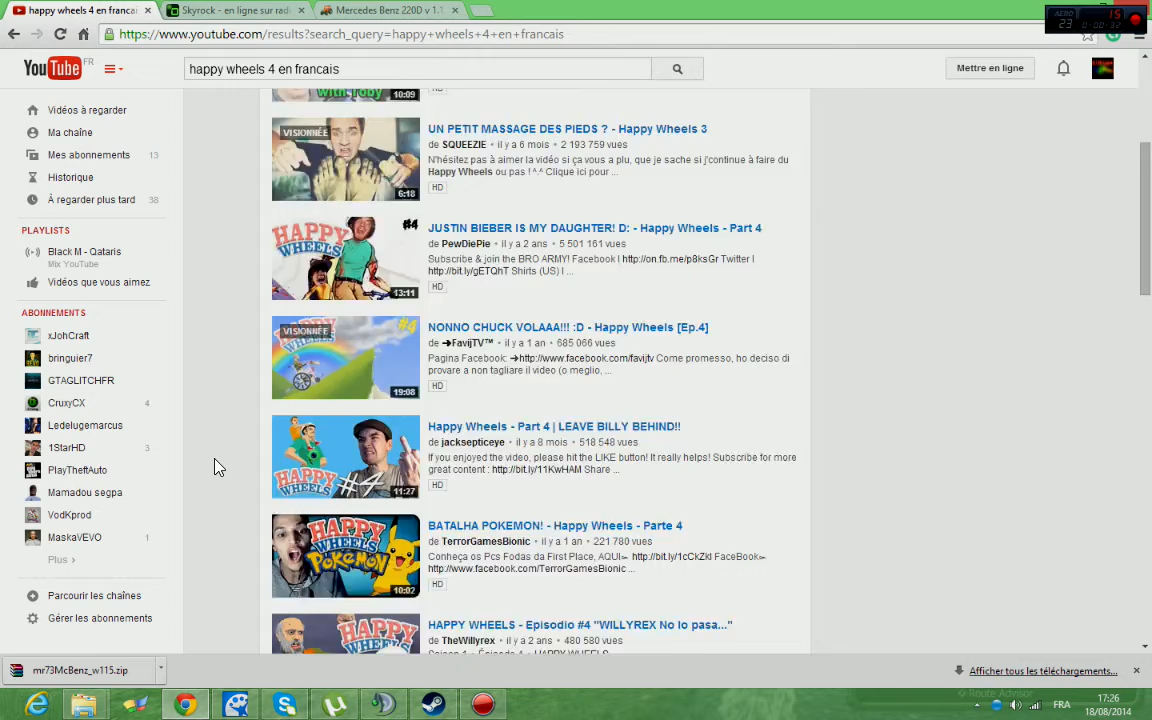 happy wheels 4 en francai
Skyrock - en ligne sur radi
Mercedes Benz 220D v 1.1
https://www.youtube.com/results?search_query=happy+wheels+4+en+francais
AERO
23
15
YouTube FR
happy wheels 4 en francais
Mettre en ligne
Vidéos à regarder
Ma chaîne
Mes abonnements 13
Historique
À regarder plus tard 38
PLAYLISTS
Black M - Qataris
Mix YouTube
Vidéos que vous aimez
ABONNEMENTS
xJohCraft
bringuier7
GTAGLITCHFR
CruxyCX 4
Ledelugemarcus
1StarHD 3
PlayTheftAuto
Mamadou segpa
VodKprod
MaskaVEVO 1
Plus ›
Parcourir les chaînes
Gérer les abonnements
with Toby
10:09
HD
VISIONNÉE
6:18
UN PETIT MASSAGE DES PIEDS ? - Happy Wheels 3
de SQUEEZIE • il y a 6 mois • 2 193 759 vues
N'hésitez pas à aimer la vidéo si ça vous a plu, que je sache si j'continue à faire du
Happy Wheels ou pas ! ^.^ Clique ici pour ...
HD
HAPPY
WHEELS
#4
13:11
JUSTIN BIEBER IS MY DAUGHTER! D: - Happy Wheels - Part 4
de PewDiePie • il y a 2 ans • 5 501 161 vues
Subscribe & join the BRO ARMY! Facebook | http://on.fb.me/p8ksGr Twitter |
http://bit.ly/gETQhT Shirts (US) | ...
HD
VISIONNÉE
HAPPY
WHEELS
#4
19:08
NONNO CHUCK VOLAAA!!! :D - Happy Wheels [Ep.4]
de ➔FavijTV™ • il y a 1 an • 685 066 vues
Pagina Facebook: ➔http://www.facebook.com/favijtv Come promesso, ho deciso di
provare a non tagliare il video (o meglio, ...
HD
HAPPY
WHEELS
#4
11:27
Happy Wheels - Part 4 | LEAVE BILLY BEHIND!!
de jacksepticeye • il y a 8 mois • 518 548 vues
If you enjoyed the video, please hit the LIKE button! It really helps! Subscribe for more
great content : http://bit.ly/11KwHAM Share ...
HD
HAPPY
WHEELS
POKEMON
10:02
BATALHA POKEMON! - Happy Wheels - Parte 4
de TerrorGamesBionic • il y a 1 an • 221 780 vues
Conheça os Pcs Fodas da First Place, AQUI➳ http://bit.ly/1cCkZkl FaceBook➳
http://www.facebook.com/TerrorGamesBionic ...
HD
HAPPY
WHEELS
HAPPY WHEELS - Episodio #4 "WILLYREX No lo pasa..."
de TheWillyrex • il y a 2 ans • 480 580 vues
mr73McBenz_w115.zip
Afficher tous les téléchargements...
Route Advisor
FRA
17:26
18/08/2014